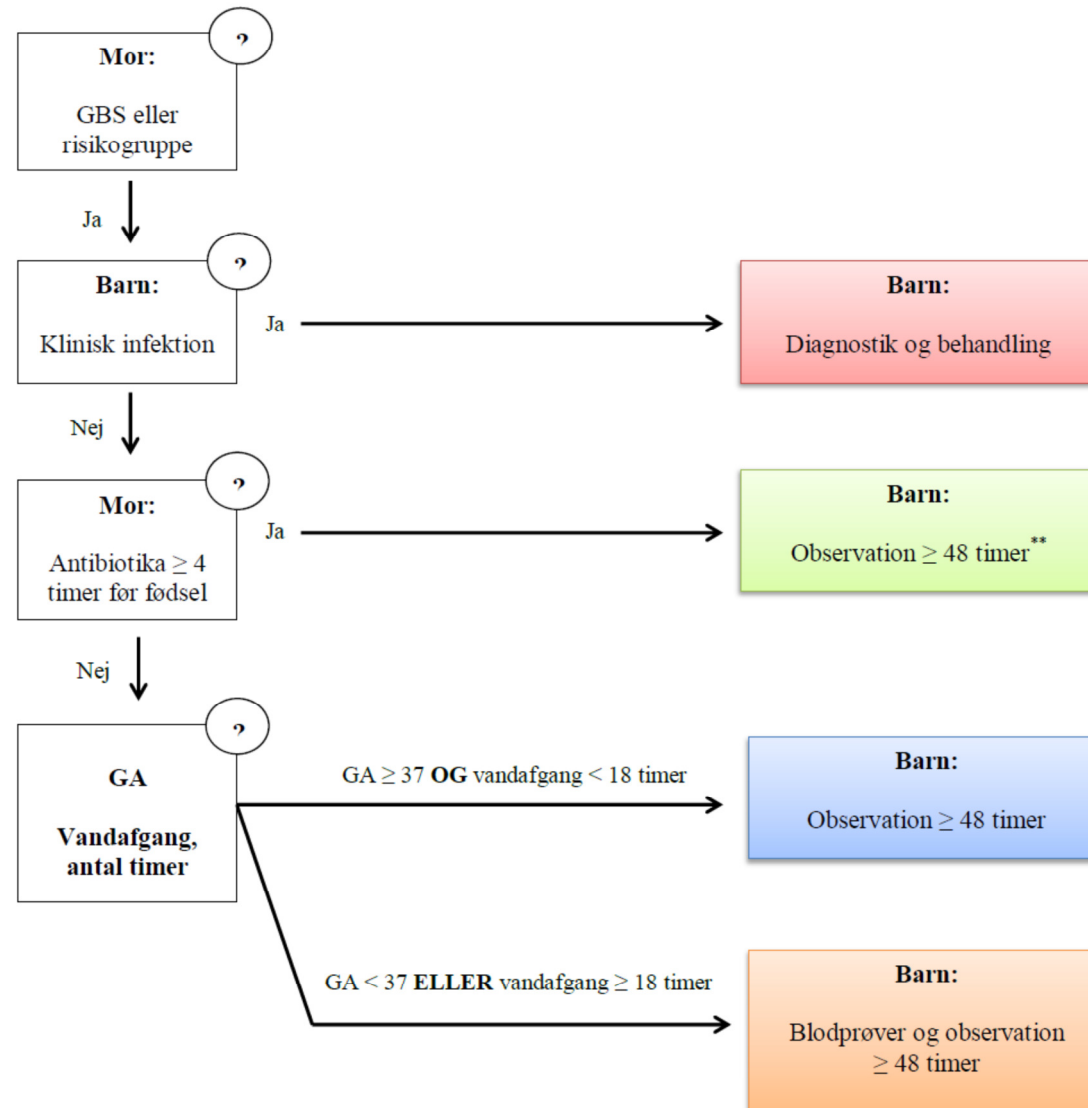 ?
Mor:
GBS eller
risikogruppe
Ja
?
Barn:
Klinisk infektion
Ja
Barn:
Diagnostik og behandling
Nej
?
Mor:
Antibiotika ≥ 4
timer før fødsel
Ja
Barn:
Observation ≥ 48 timer**
Nej
?
GA
Vandafgang,
antal timer
GA ≥ 37 OG vandafgang < 18 timer
Barn:
Observation ≥ 48 timer
GA < 37 ELLER vandafgang ≥ 18 timer
Barn:
Blodprøver og observation
≥ 48 timer